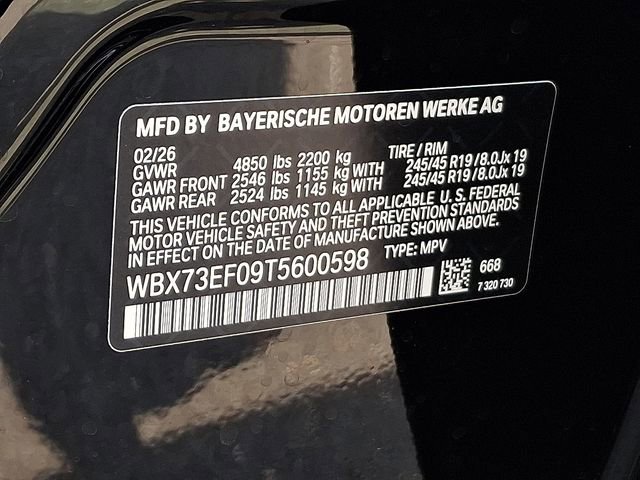 MFD BY BAYERISCHE MOTOREN WERKE AG
02/26 TIRE / RIM
GVWR 4850 lbs 2200 kg
GAWR FRONT 2546 lbs 1155 kg WITH 245/45 R19 /8.0Jx 19
GAWR REAR 2524 lbs 1145 kg WITH 245/45 R19 /8.0Jx 19
THIS VEHICLE CONFORMS TO ALL APPLICABLE U. S. FEDERAL
MOTOR VEHICLE SAFETY AND THEFT PREVENTION STANDARDS
IN EFFECT ON THE DATE OF MANUFACTURE SHOWN ABOVE.
WBX73EF09T5600598 TYPE: MPV
668
7 320 730